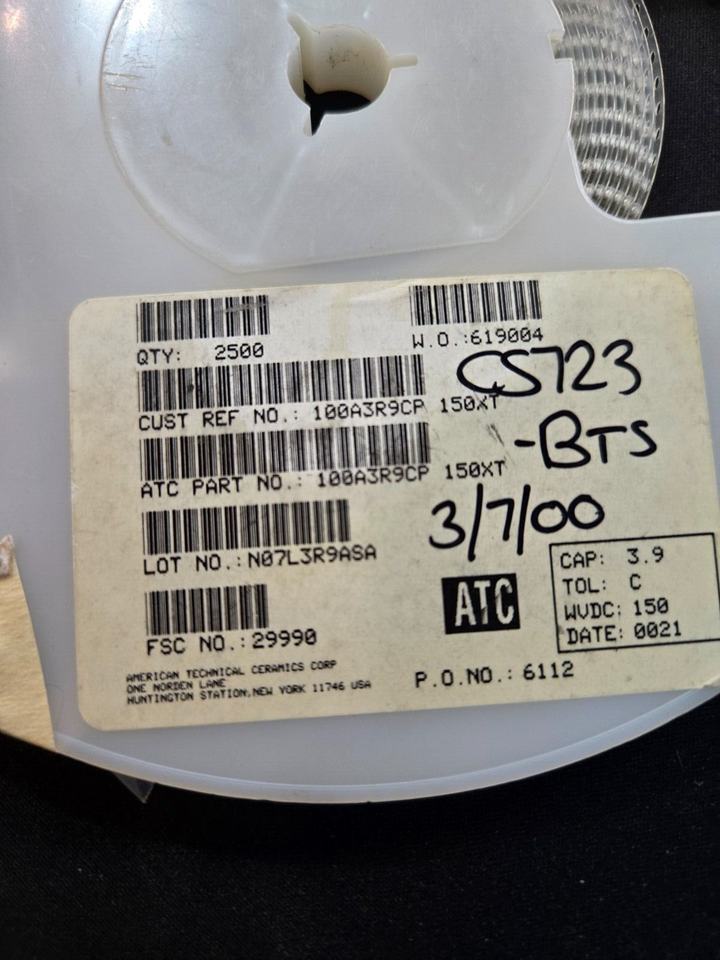 QTY: 2500
W.O.:619004
CUST REF NO.: 100A3R9CP 150XT
ATC PART NO.: 100A3R9CP 150XT
LOT NO.:N07L3R9ASA
FSC NO.:29990
CS723
-BTS
3/7/00
ATC
CAP: 3.9
TOL: C
WVDC: 150
DATE: 0021
AMERICAN TECHNICAL CERAMICS CORP
ONE NORDEN LANE
HUNTINGTON STATION,NEW YORK 11746 USA
P.O.NO.: 6112